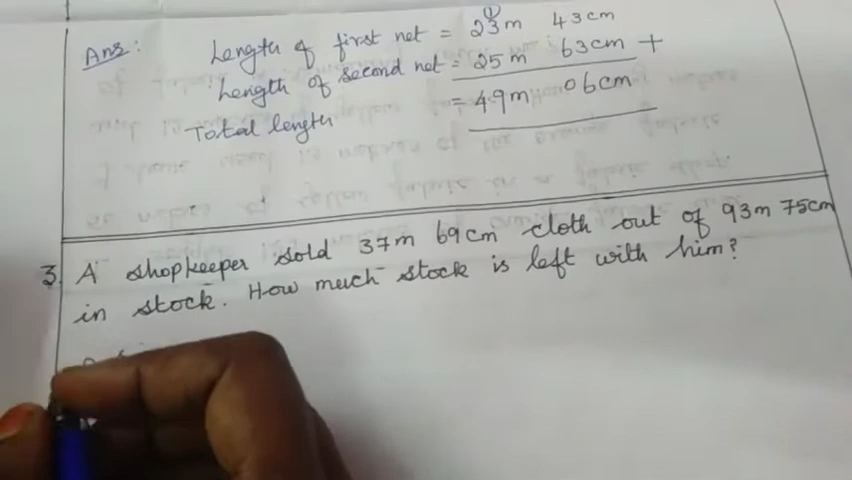 Ans: Length of first net = 23m 43cm
①
Length of second net = 25m 63cm +
Total length = 49m 06cm
3. A shopkeeper sold 37m 69cm cloth out of 93m 75cm
in stock. How much stock is left with him?